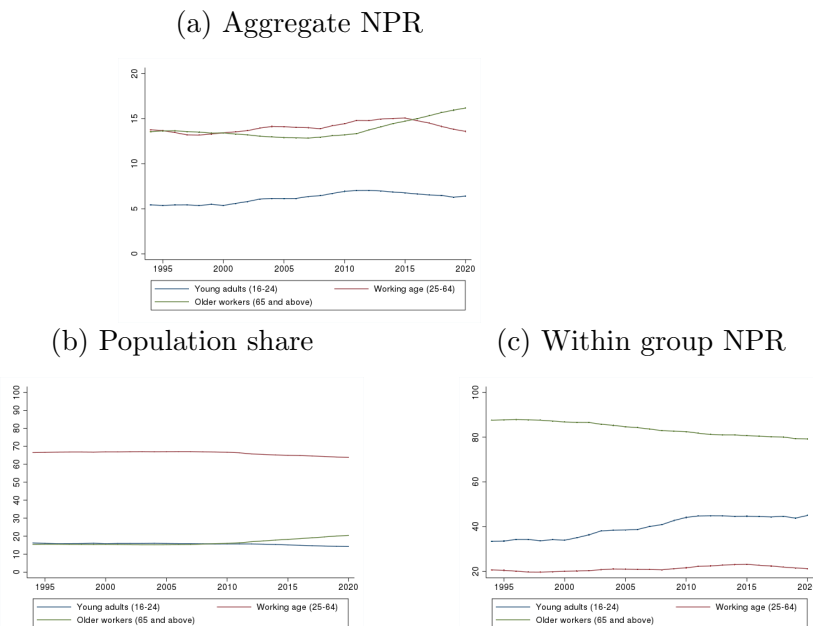 (a) Aggregate NPR
20
15
10
5
0
1995 2000 2005 2010 2015 2020
Young adults (16-24) Working age (25-64)
Older workers (65 and above)
(b) Population share (c) Within group NPR
100
90
80
70
60
50
40
30
20
10
0
1995 2000 2005 2010 2015 2020
Young adults (16-24) Working age (25-64)
Older workers (65 and above)
100
80
60
40
20
1995 2000 2005 2010 2015 202
Young adults (16-24) Working age (25-64)
Older workers (65 and above)